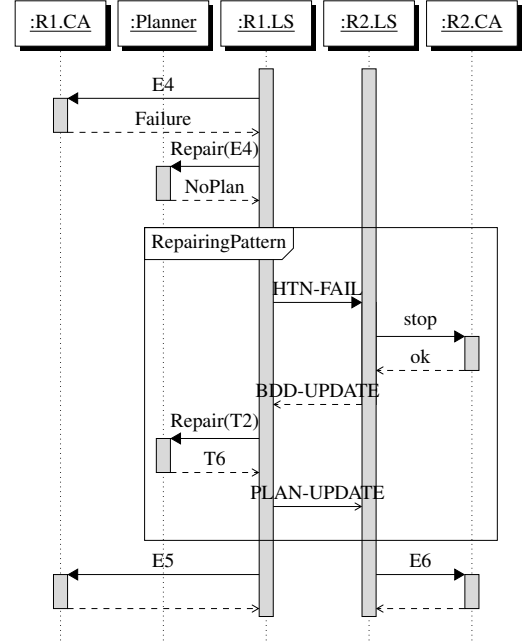 :R1.CA :Planner :R1.LS :R2.LS :R2.CA
E4
Failure
Repair(E4)
NoPlan
RepairingPattern
HTN-FAIL
stop
ok
BDD-UPDATE
Repair(T2)
T6
PLAN-UPDATE
E5 E6